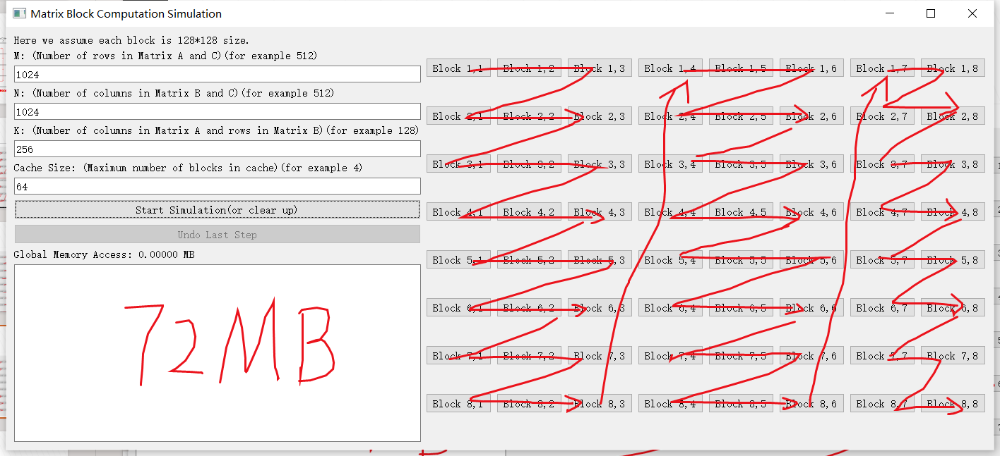 Matrix Block Computation Simulation
Here we assume each block is 128*128 size.
M: (Number of rows in Matrix A and C)(for example 512)
1024
N: (Number of columns in Matrix B and C)(for example 512)
1024
K: (Number of columns in Matrix A and rows in Matrix B)(for example 128)
256
Cache Size: (Maximum number of blocks in cache)(for example 4)
64
Start Simulation(or clear up)
Undo Last Step
Global Memory Access: 0.00000 MB
72MB
Block 1,1 Block 1,2 Block 1,3 Block 1,4 Block 1,5 Block 1,6 Block 1,7 Block 1,8
Block 2,1 Block 2,2 Block 2,3 Block 2,4 Block 2,5 Block 2,6 Block 2,7 Block 2,8
Block 3,1 Block 3,2 Block 3,3 Block 3,4 Block 3,5 Block 3,6 Block 3,7 Block 3,8
Block 4,1 Block 4,2 Block 4,3 Block 4,4 Block 4,5 Block 4,6 Block 4,7 Block 4,8
Block 5,1 Block 5,2 Block 5,3 Block 5,4 Block 5,5 Block 5,6 Block 5,7 Block 5,8
Block 6,1 Block 6,2 Block 6,3 Block 6,4 Block 6,5 Block 6,6 Block 6,7 Block 6,8
Block 7,1 Block 7,2 Block 7,3 Block 7,4 Block 7,5 Block 7,6 Block 7,7 Block 7,8
Block 8,1 Block 8,2 Block 8,3 Block 8,4 Block 8,5 Block 8,6 Block 8,7 Block 8,8